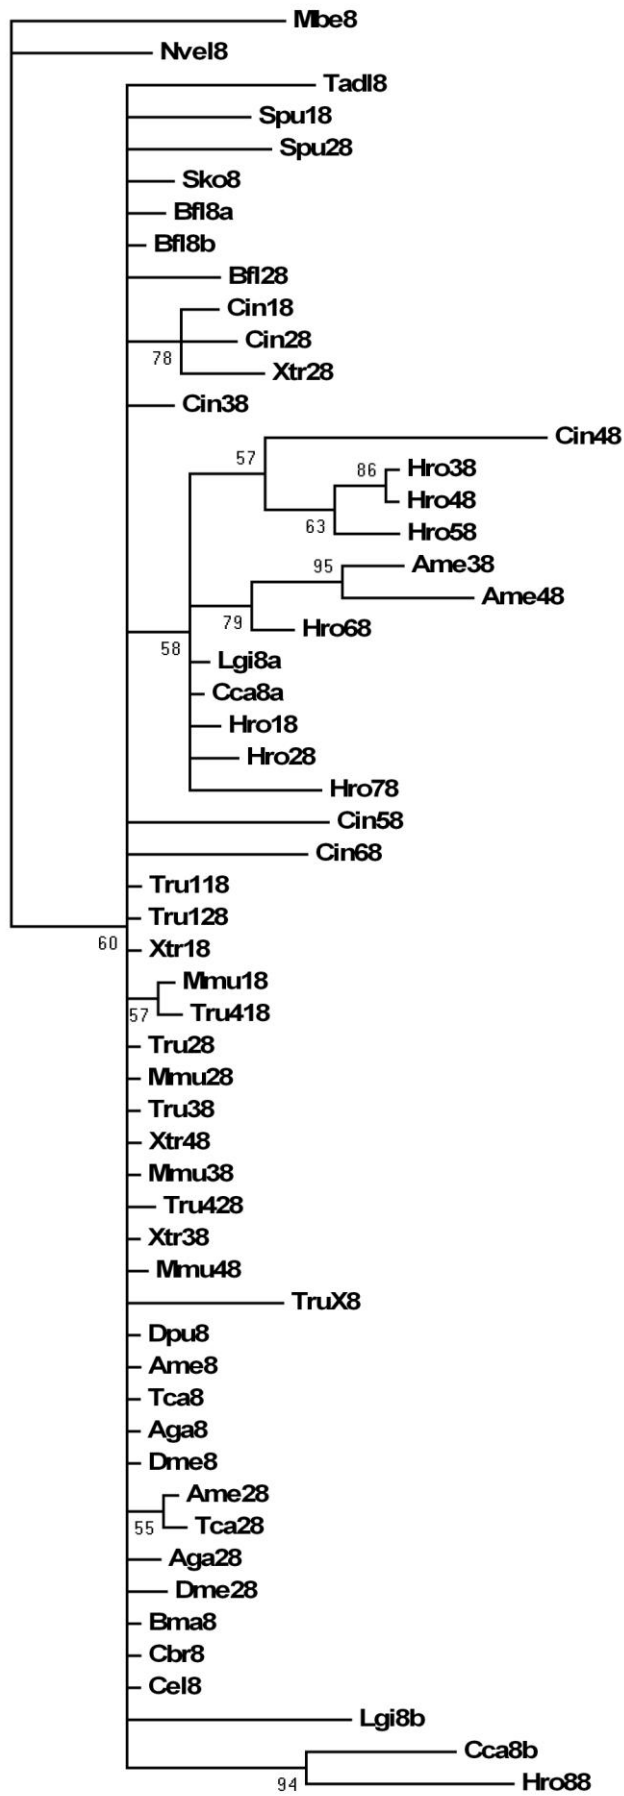 Mbe8
Nvel8
Tadl8
Spu18
Spu28
Sko8
Bfl8a
Bfl8b
Bfl28
Cin18
Cin28
78
Xtr28
Cin38
Cin48
57
86
Hro38
Hro48
63
Hro58
95
Ame38
Ame48
79
Hro68
58
Lgi8a
Cca8a
Hro18
Hro28
Hro78
Cin58
Cin68
Tru118
Tru128
60
Xtr18
Mmu18
57
Tru418
Tru28
Mmu28
Tru38
Xtr48
Mmu38
Tru428
Xtr38
Mmu48
TruX8
Dpu8
Ame8
Tca8
Aga8
Dme8
Ame28
55
Tca28
Aga28
Dme28
Bma8
Cbr8
Cel8
Lgi8b
Cca8b
94
Hro88